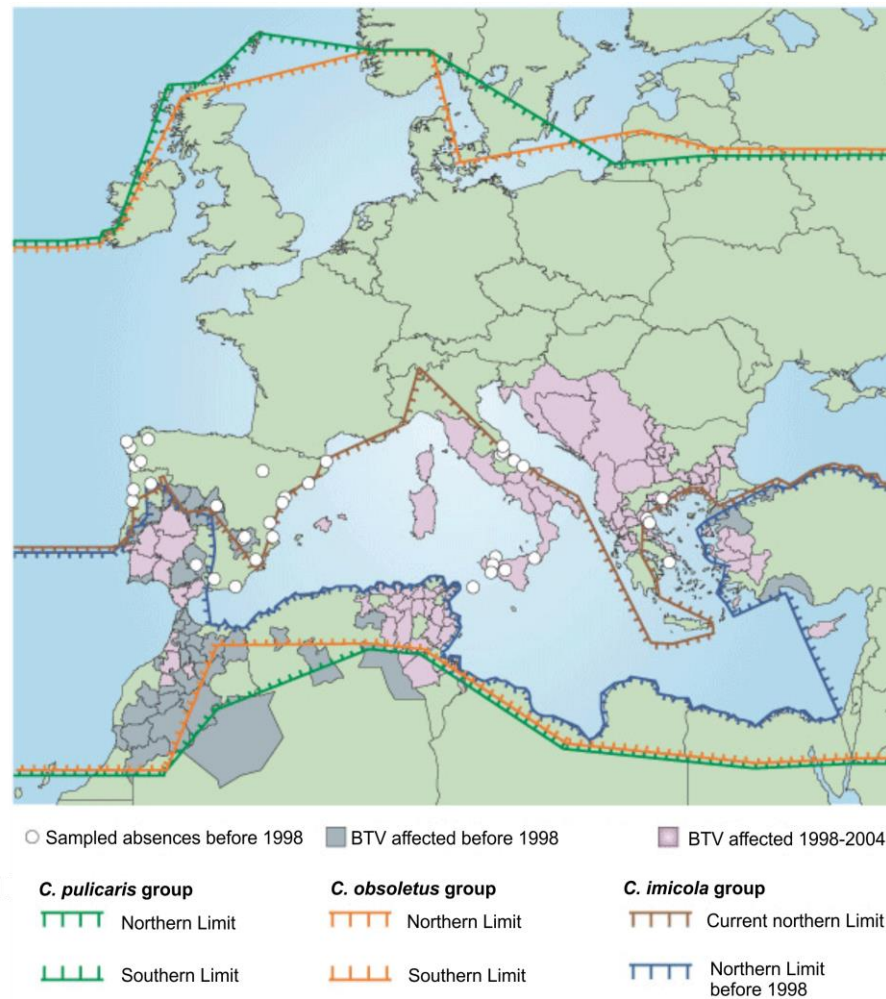 Sampled absences before 1998
BTV affected before 1998
BTV affected 1998-2004
C. pulicaris group
C. obsoletus group
C. imicola group
Northern Limit
Northern Limit
Current northern Limit
Southern Limit
Southern Limit
Northern Limit
before 1998